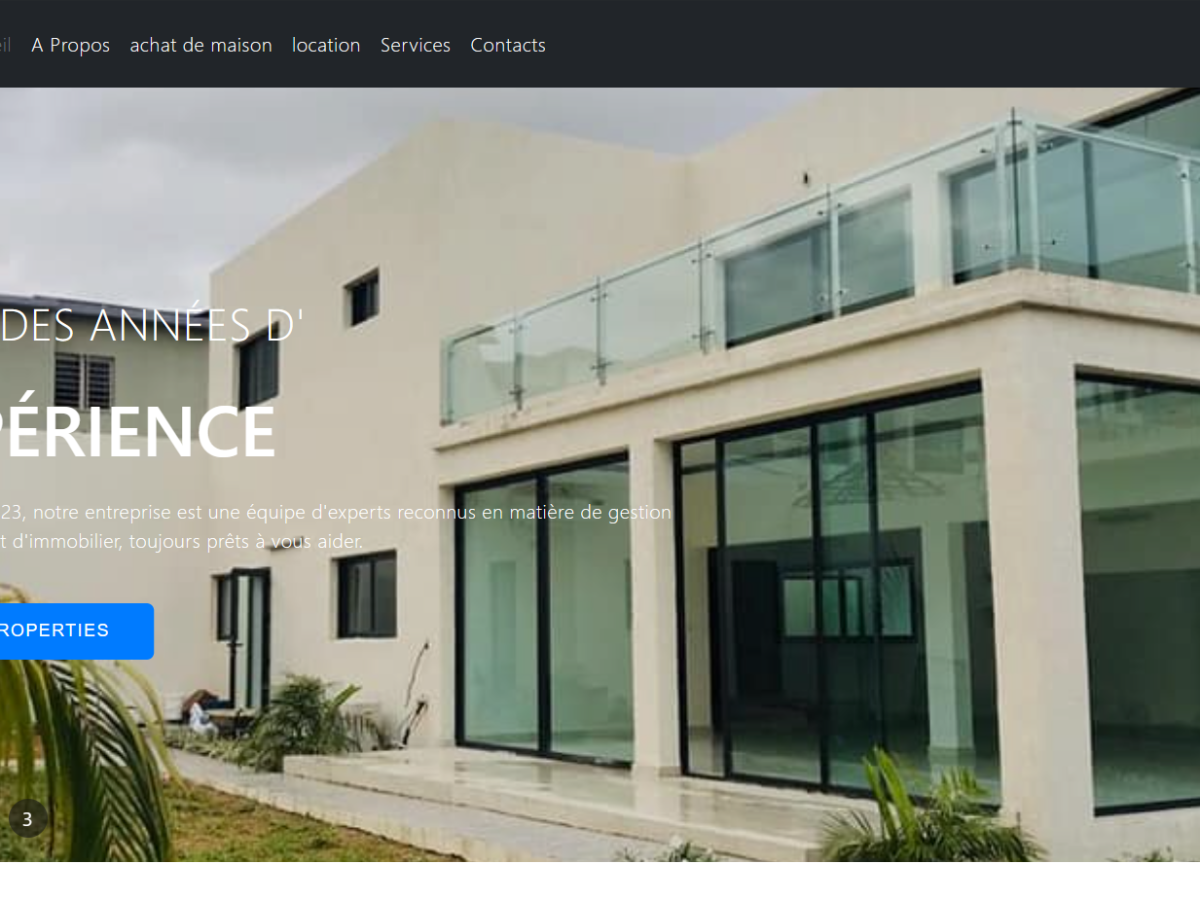 eil A Propos achat de maison location Services Contacts
DES ANNÉES D'
PÉRIENCE
23, notre entreprise est une équipe d'experts reconnus en matière de gestion
t d'immobilier, toujours prêts à vous aider.
ROPERTIES
3